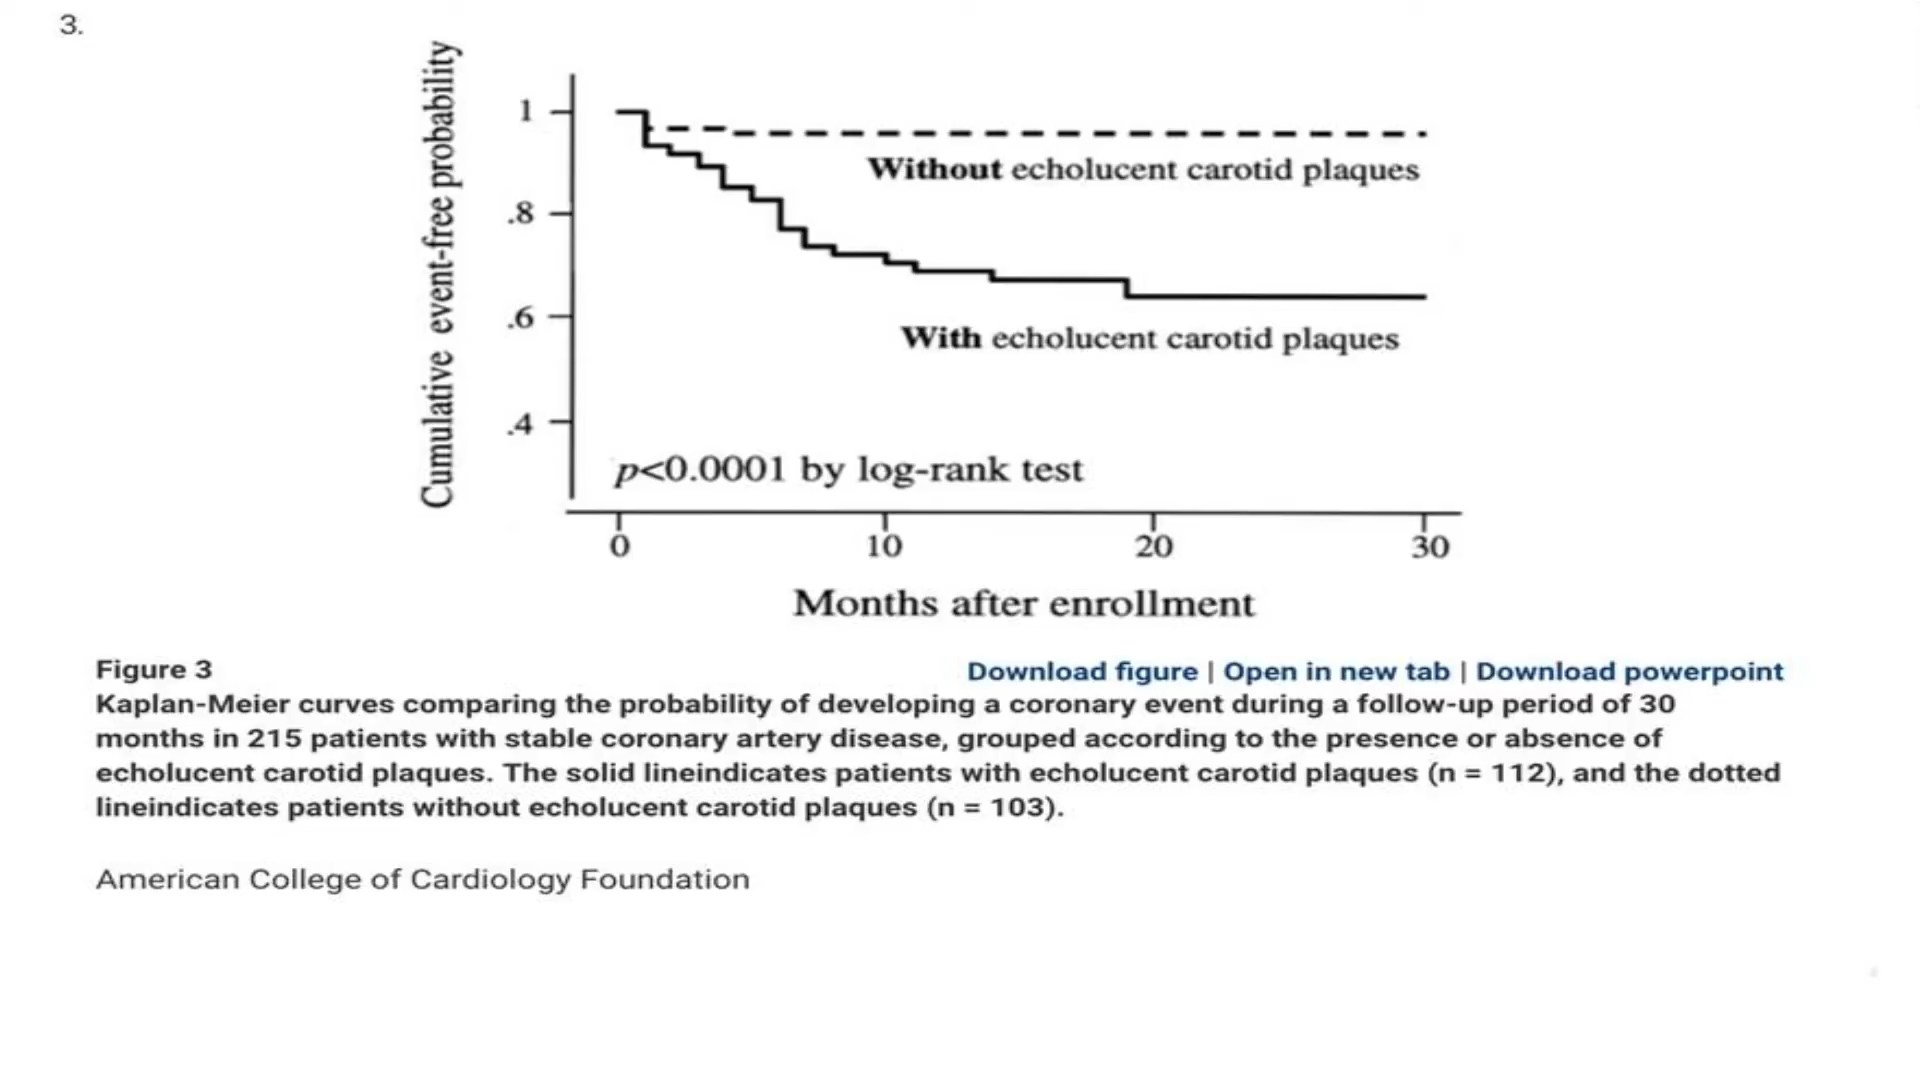 3.
Cumulative event-free probability
1
.8
.6
.4
Without echolucent carotid plaques
With echolucent carotid plaques
p<0.0001 by log-rank test
0 10 20 30
Months after enrollment
Figure 3
Download figure | Open in new tab | Download powerpoint
Kaplan-Meier curves comparing the probability of developing a coronary event during a follow-up period of 30
months in 215 patients with stable coronary artery disease, grouped according to the presence or absence of
echolucent carotid plaques. The solid lineindicates patients with echolucent carotid plaques (n = 112), and the dotted
lineindicates patients without echolucent carotid plaques (n = 103).
American College of Cardiology Foundation